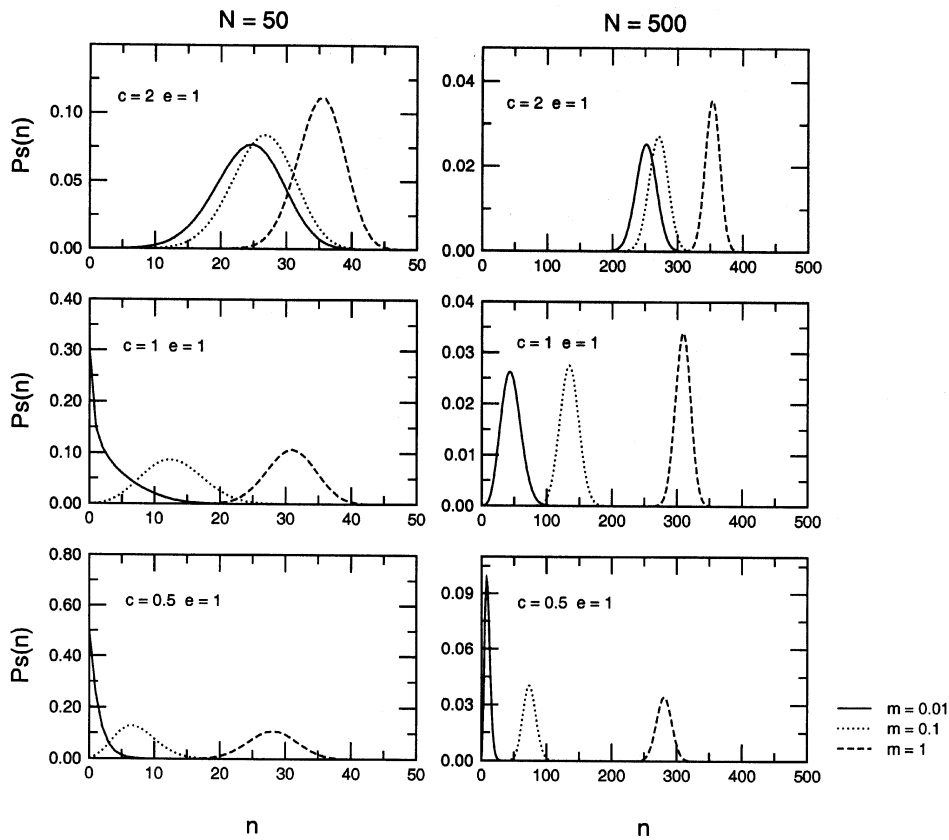 N = 50
N = 500
Ps(n)
0.10
0.05
0.00
c = 2 e = 1
0 10 20 30 40 50
0.04
0.02
0.00
c = 2 e = 1
0 100 200 300 400 500
Ps(n)
0.40
0.30
0.20
0.10
0.00
c = 1 e = 1
0 10 20 30 40 50
0.04
0.03
0.02
0.01
0.00
c = 1 e = 1
0 100 200 300 400 500
Ps(n)
0.80
0.60
0.40
0.20
0.00
c = 0.5 e = 1
0 10 20 30 40 50
0.09
0.06
0.03
0.00
c = 0.5 e = 1
0 100 200 300 400 500
m = 0.01
m = 0.1
m = 1
n
n